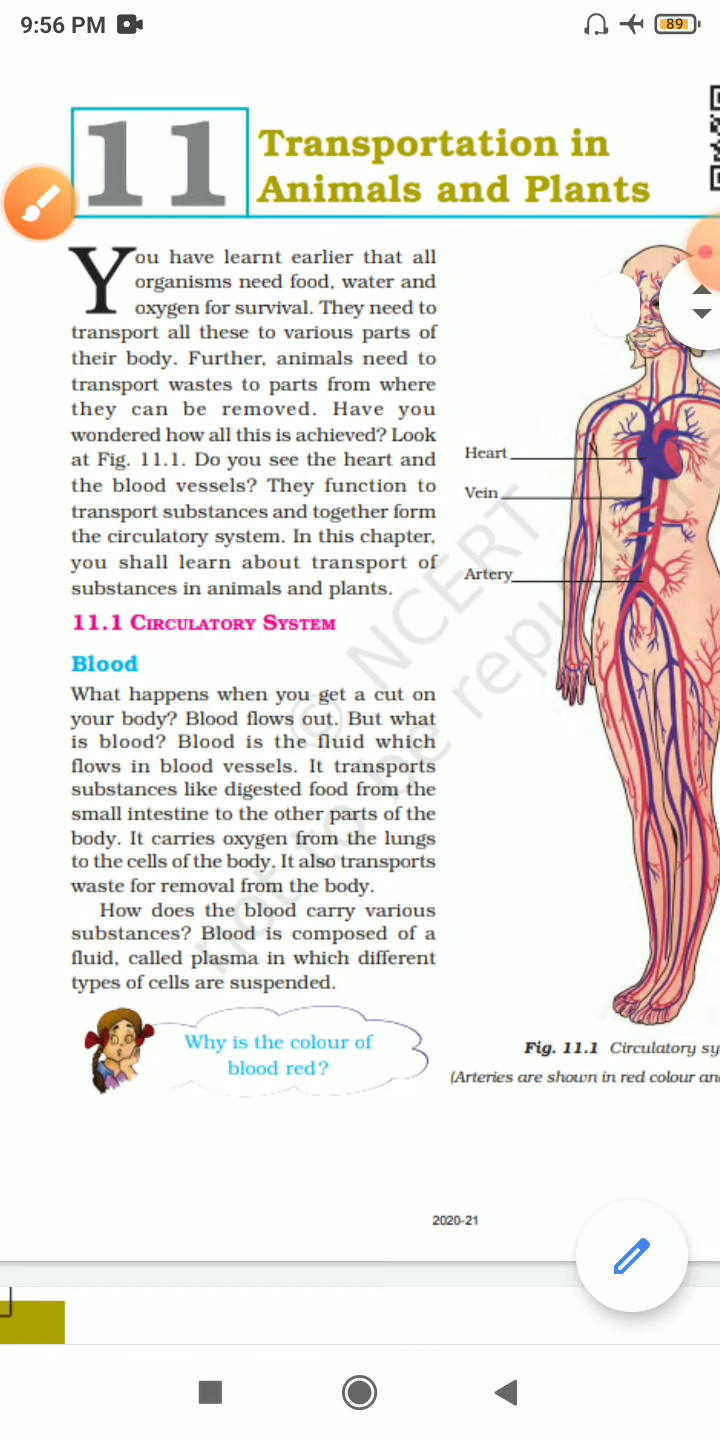 9:56 PM
89
11
Transportation in
Animals and Plants
You have learnt earlier that all
organisms need food, water and
oxygen for survival. They need to
transport all these to various parts of
their body. Further, animals need to
transport wastes to parts from where
they can be removed. Have you
wondered how all this is achieved? Look
at Fig. 11.1. Do you see the heart and
the blood vessels? They function to
transport substances and together form
the circulatory system. In this chapter,
you shall learn about transport of
substances in animals and plants.
11.1 CIRCULATORY SYSTEM
Blood
What happens when you get a cut on
your body? Blood flows out. But what
is blood? Blood is the fluid which
flows in blood vessels. It transports
substances like digested food from the
small intestine to the other parts of the
body. It carries oxygen from the lungs
to the cells of the body. It also transports
waste for removal from the body.
How does the blood carry various
substances? Blood is composed of a
fluid, called plasma in which different
types of cells are suspended.
Why is the colour of
blood red?
Heart
Vein
Artery
Fig. 11.1 Circulatory sy
(Arteries are shown in red colour an
© NCERT
not to be
2020-21